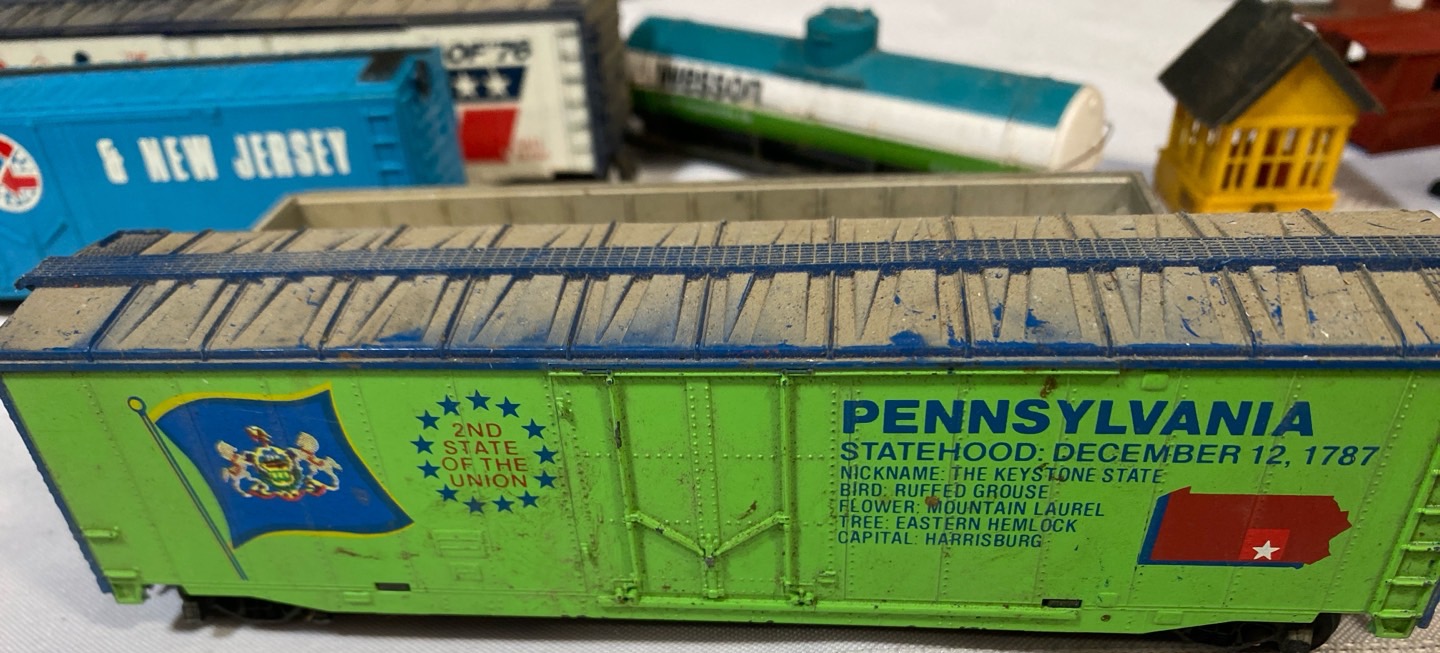 OF '76
& NEW JERSEY
Wesson
2ND
STATE
OF THE
UNION
PENNSYLVANIA
STATEHOOD: DECEMBER 12, 1787
NICKNAME: THE KEYSTONE STATE
BIRD: RUFFED GROUSE
FLOWER: MOUNTAIN LAUREL
TREE: EASTERN HEMLOCK
CAPITAL: HARRISBURG